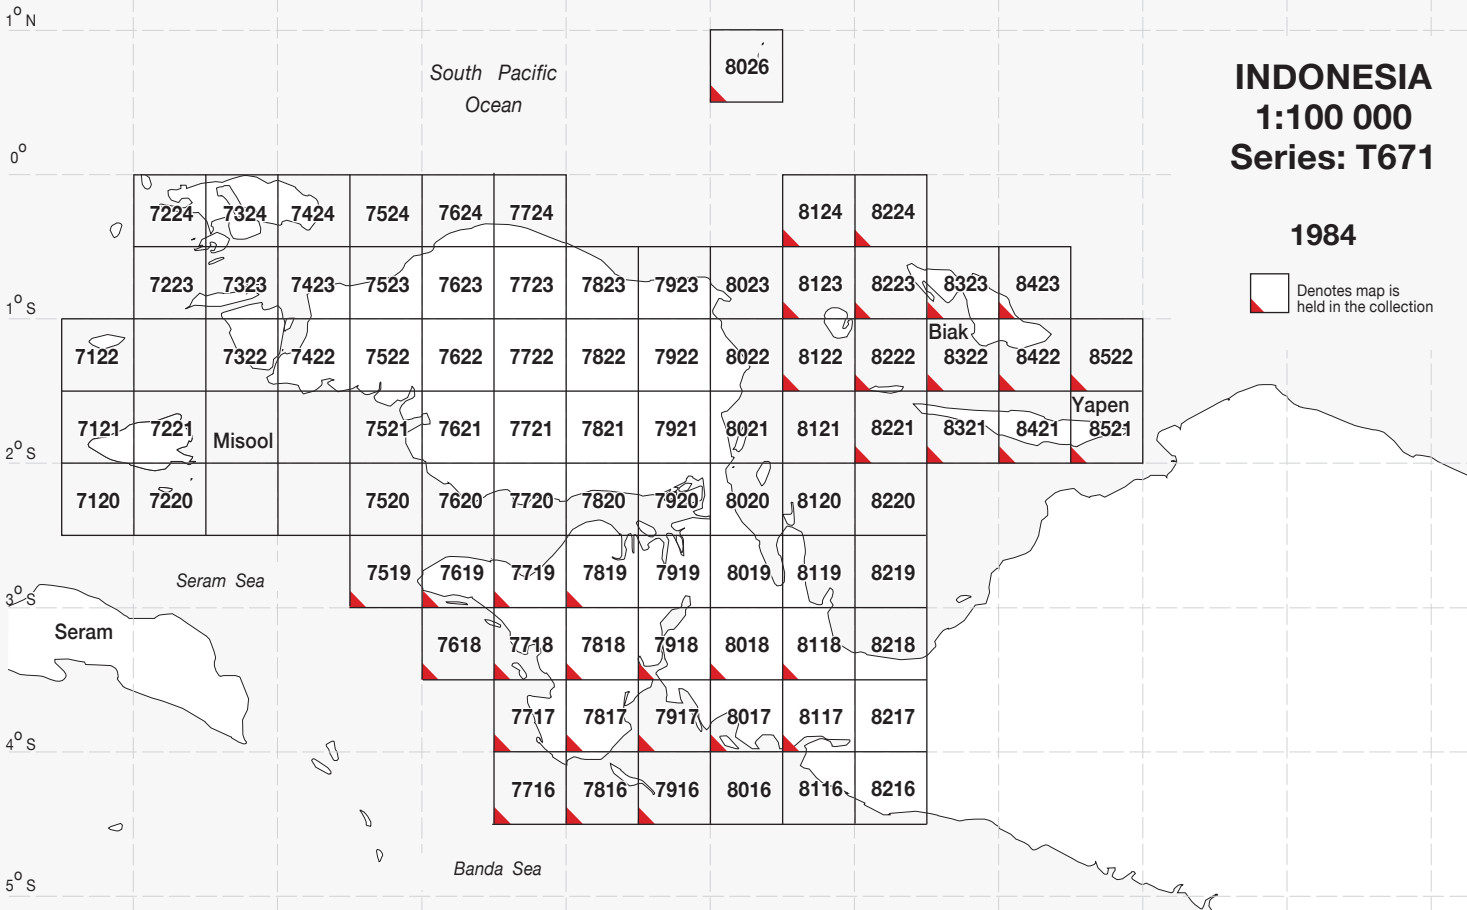 1° N
South Pacific
Ocean
8026
INDONESIA
1:100 000
Series: T671
1984
Denotes map is
held in the collection
0°
7224 7324 7424 7524 7624 7724 8124 8224
7223 7323 7423 7523 7623 7723 7823 7923 8023 8123 8223 8323 8423
1° S
Biak
7122 7322 7422 7522 7622 7722 7822 7922 8022 8122 8222 8322 8422 8522
Yapen
7121 7221 Misool 7521 7621 7721 7821 7921 8021 8121 8221 8321 8421 8521
2° S
7120 7220 7520 7620 7720 7820 7920 8020 8120 8220
Seram Sea
7519 7619 7719 7819 7919 8019 8119 8219
3° S
Seram
7618 7718 7818 7918 8018 8118 8218
7717 7817 7917 8017 8117 8217
4° S
7716 7816 7916 8016 8116 8216
Banda Sea
5° S